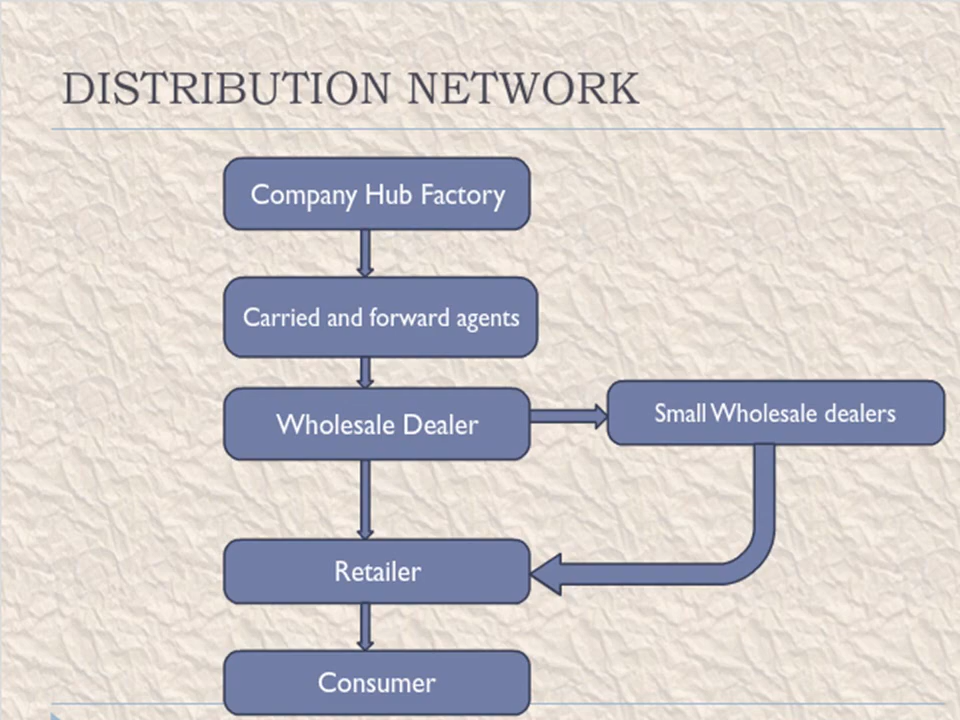 DISTRIBUTION NETWORK
Company Hub Factory
Carried and forward agents
Wholesale Dealer
Small Wholesale dealers
Retailer
Consumer